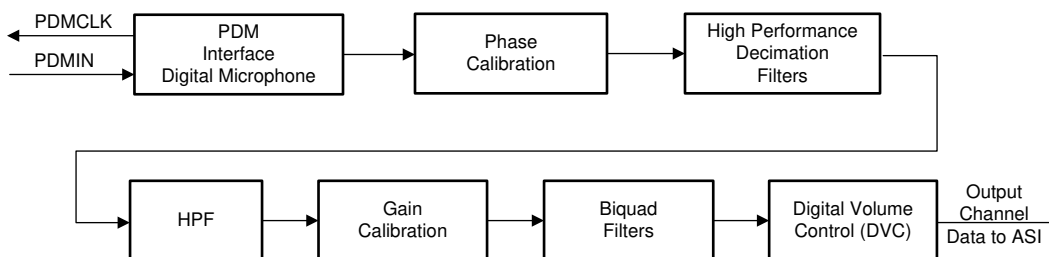 PDMCLK
PDMIN
PDM
Interface
Digital Microphone
Phase
Calibration
High Performance
Decimation
Filters
HPF
Gain
Calibration
Biquad
Filters
Digital Volume
Control (DVC)
Output
Channel
Data to ASI